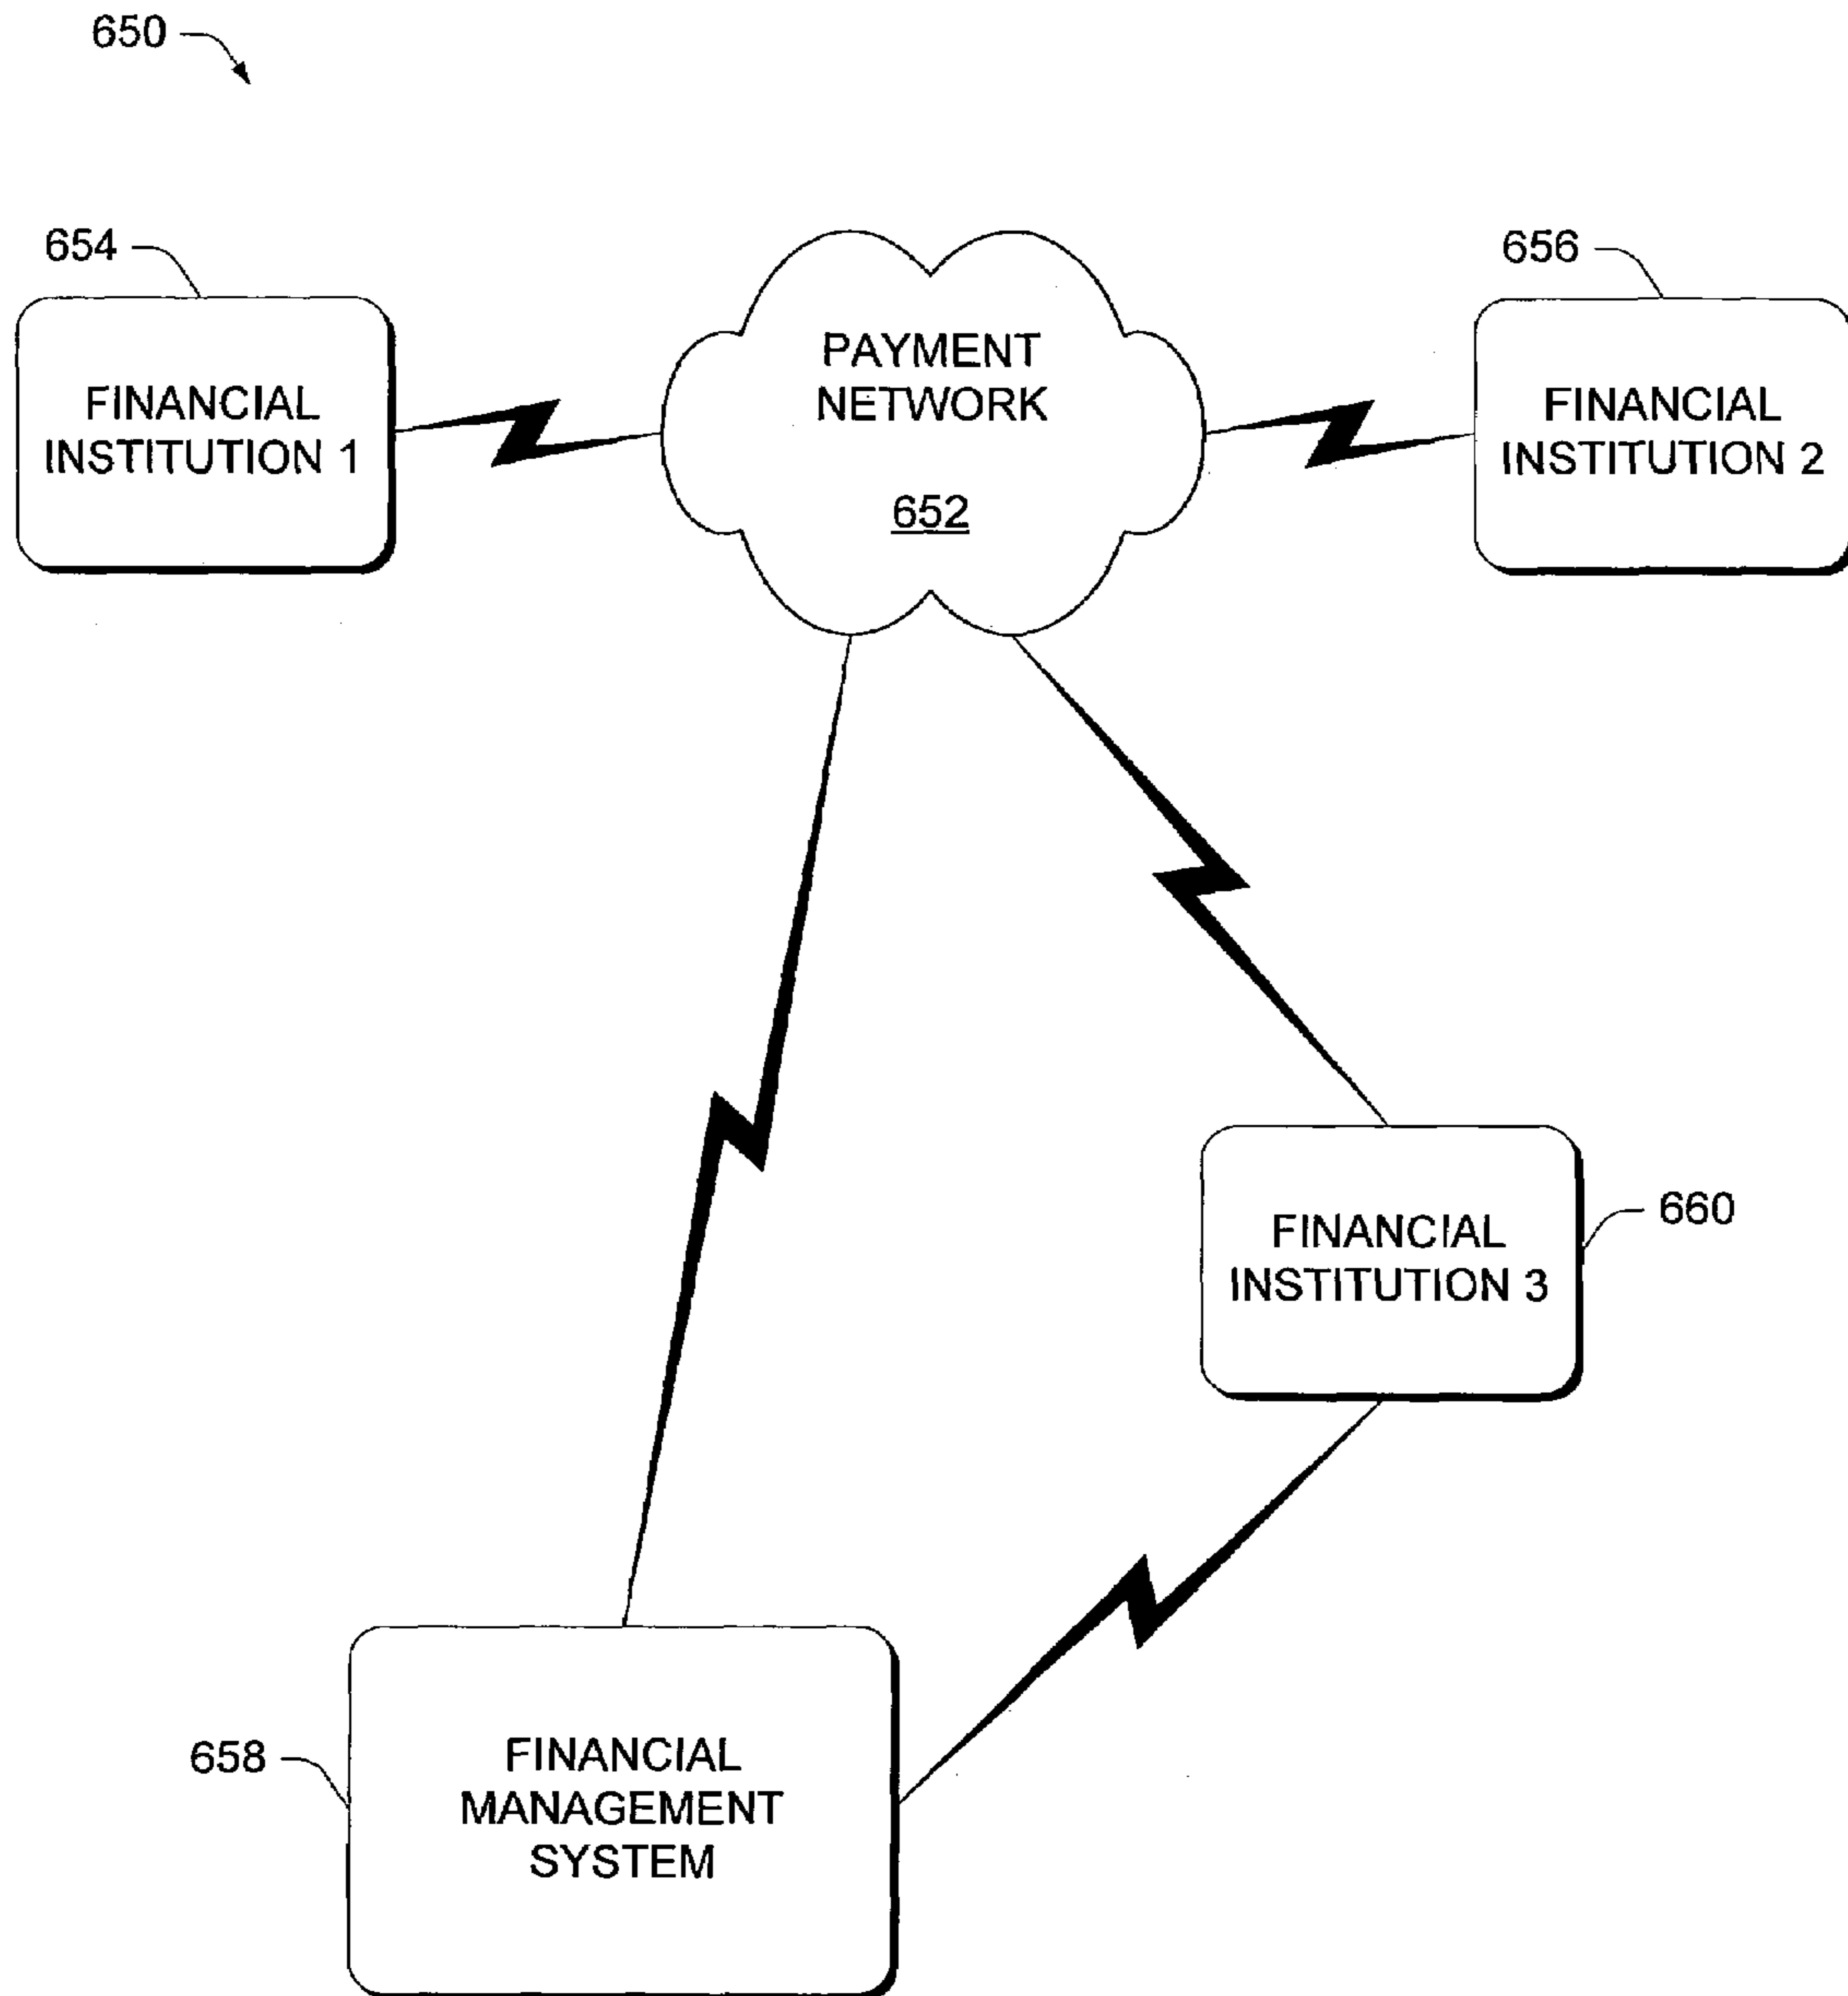 650
654
656
PAYMENT
NETWORK
652
FINANCIAL
INSTITUTION 1
FINANCIAL
INSTITUTION 2
FINANCIAL
INSTITUTION 3
660
658
FINANCIAL
MANAGEMENT
SYSTEM